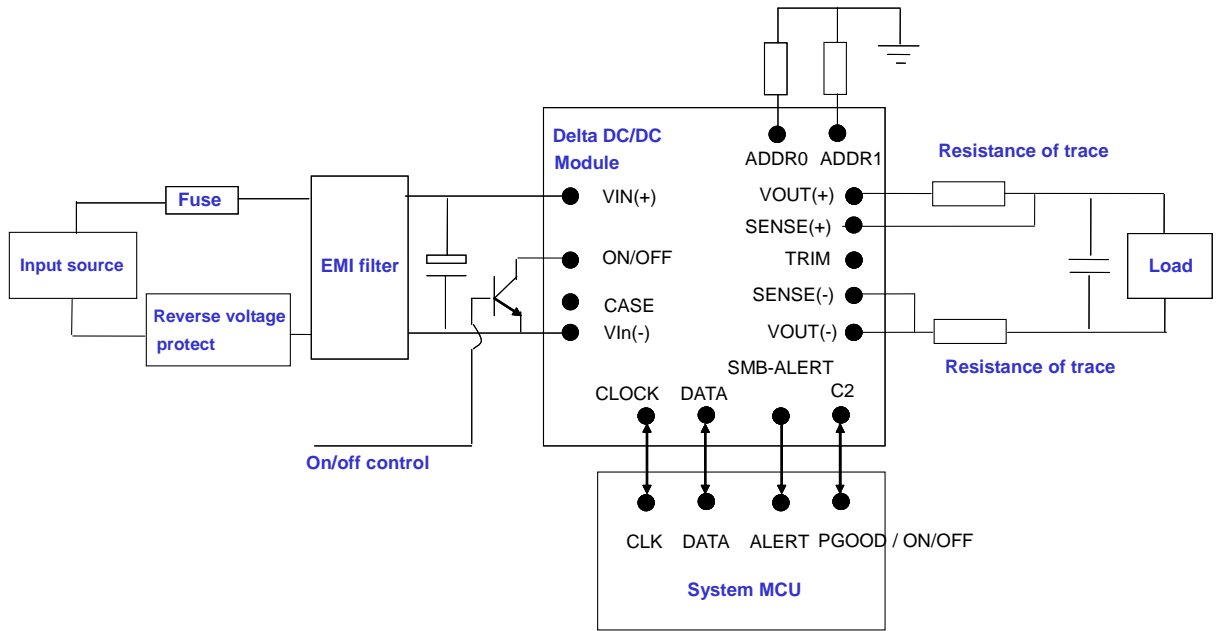 Delta DC/DC
Module
ADDR0 ADDR1
Resistance of trace
Fuse
VIN(+)
VOUT(+)
SENSE(+)
Input source
EMI filter
ON/OFF
TRIM
Load
CASE
SENSE(-)
Reverse voltage
protect
VIn(-)
VOUT(-)
Resistance of trace
SMB-ALERT
CLOCK DATA
C2
On/off control
CLK DATA ALERT PGOOD / ON/OFF
System MCU